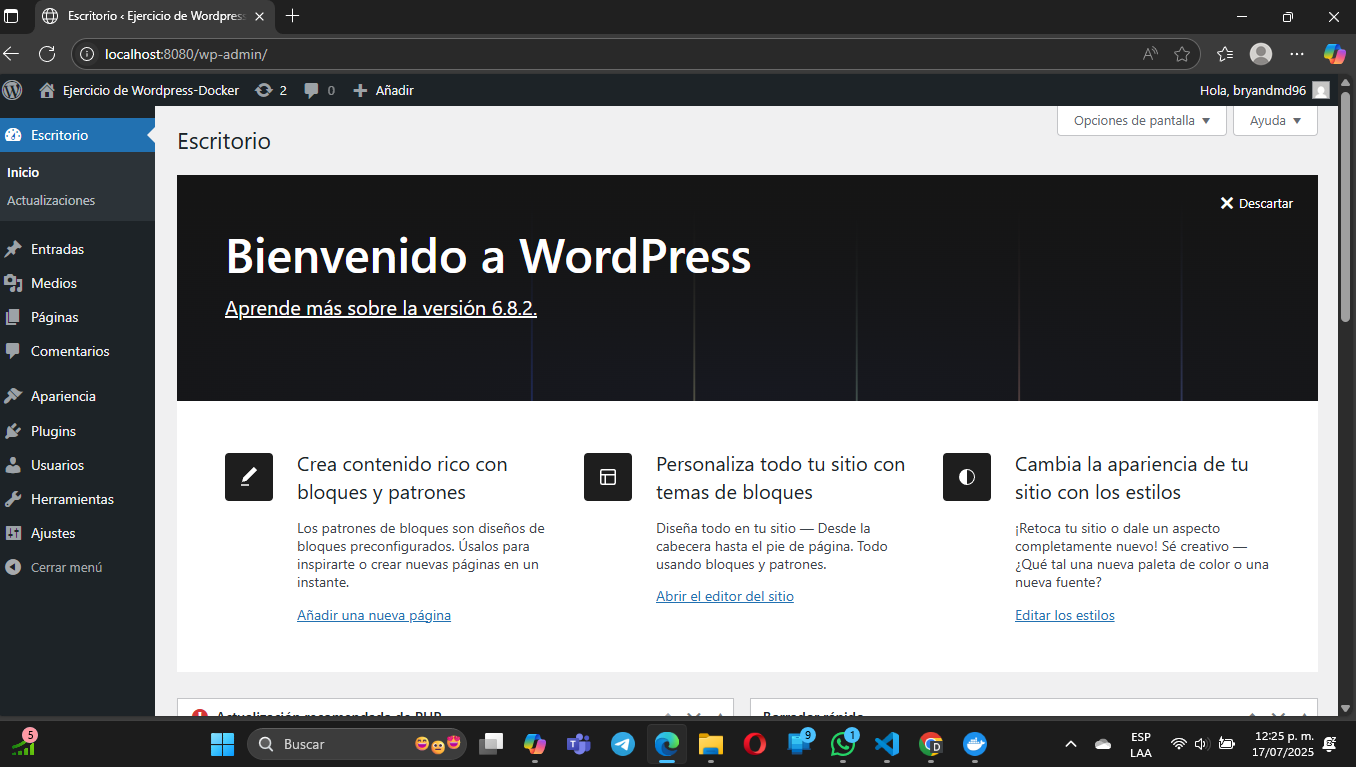 Escritorio ‹ Ejercicio de Wordpress
localhost:8080/wp-admin/
Ejercicio de Wordpress-Docker
2
0
Añadir
Hola, bryandmd96
Escritorio
Inicio
Actualizaciones
Entradas
Medios
Páginas
Comentarios
Apariencia
Plugins
Usuarios
Herramientas
Ajustes
Cerrar menú
Opciones de pantalla
Ayuda
Escritorio
Descartar
Bienvenido a WordPress
Aprende más sobre la versión 6.8.2.
Crea contenido rico con
bloques y patrones
Los patrones de bloques son diseños de
bloques preconfigurados. Úsalos para
inspirarte o crear nuevas páginas en un
instante.
Añadir una nueva página
Personaliza todo tu sitio con
temas de bloques
Diseña todo en tu sitio — Desde la
cabecera hasta el pie de página. Todo
usando bloques y patrones.
Abrir el editor del sitio
Cambia la apariencia de tu
sitio con los estilos
¡Retoca tu sitio o dale un aspecto
completamente nuevo! Sé creativo —
¿Qué tal una nueva paleta de color o una
nueva fuente?
Editar los estilos
Actualización recomendada de PHP
Borrador rápido
5
Buscar
9
1
ESP
LAA
12:25 p. m.
17/07/2025